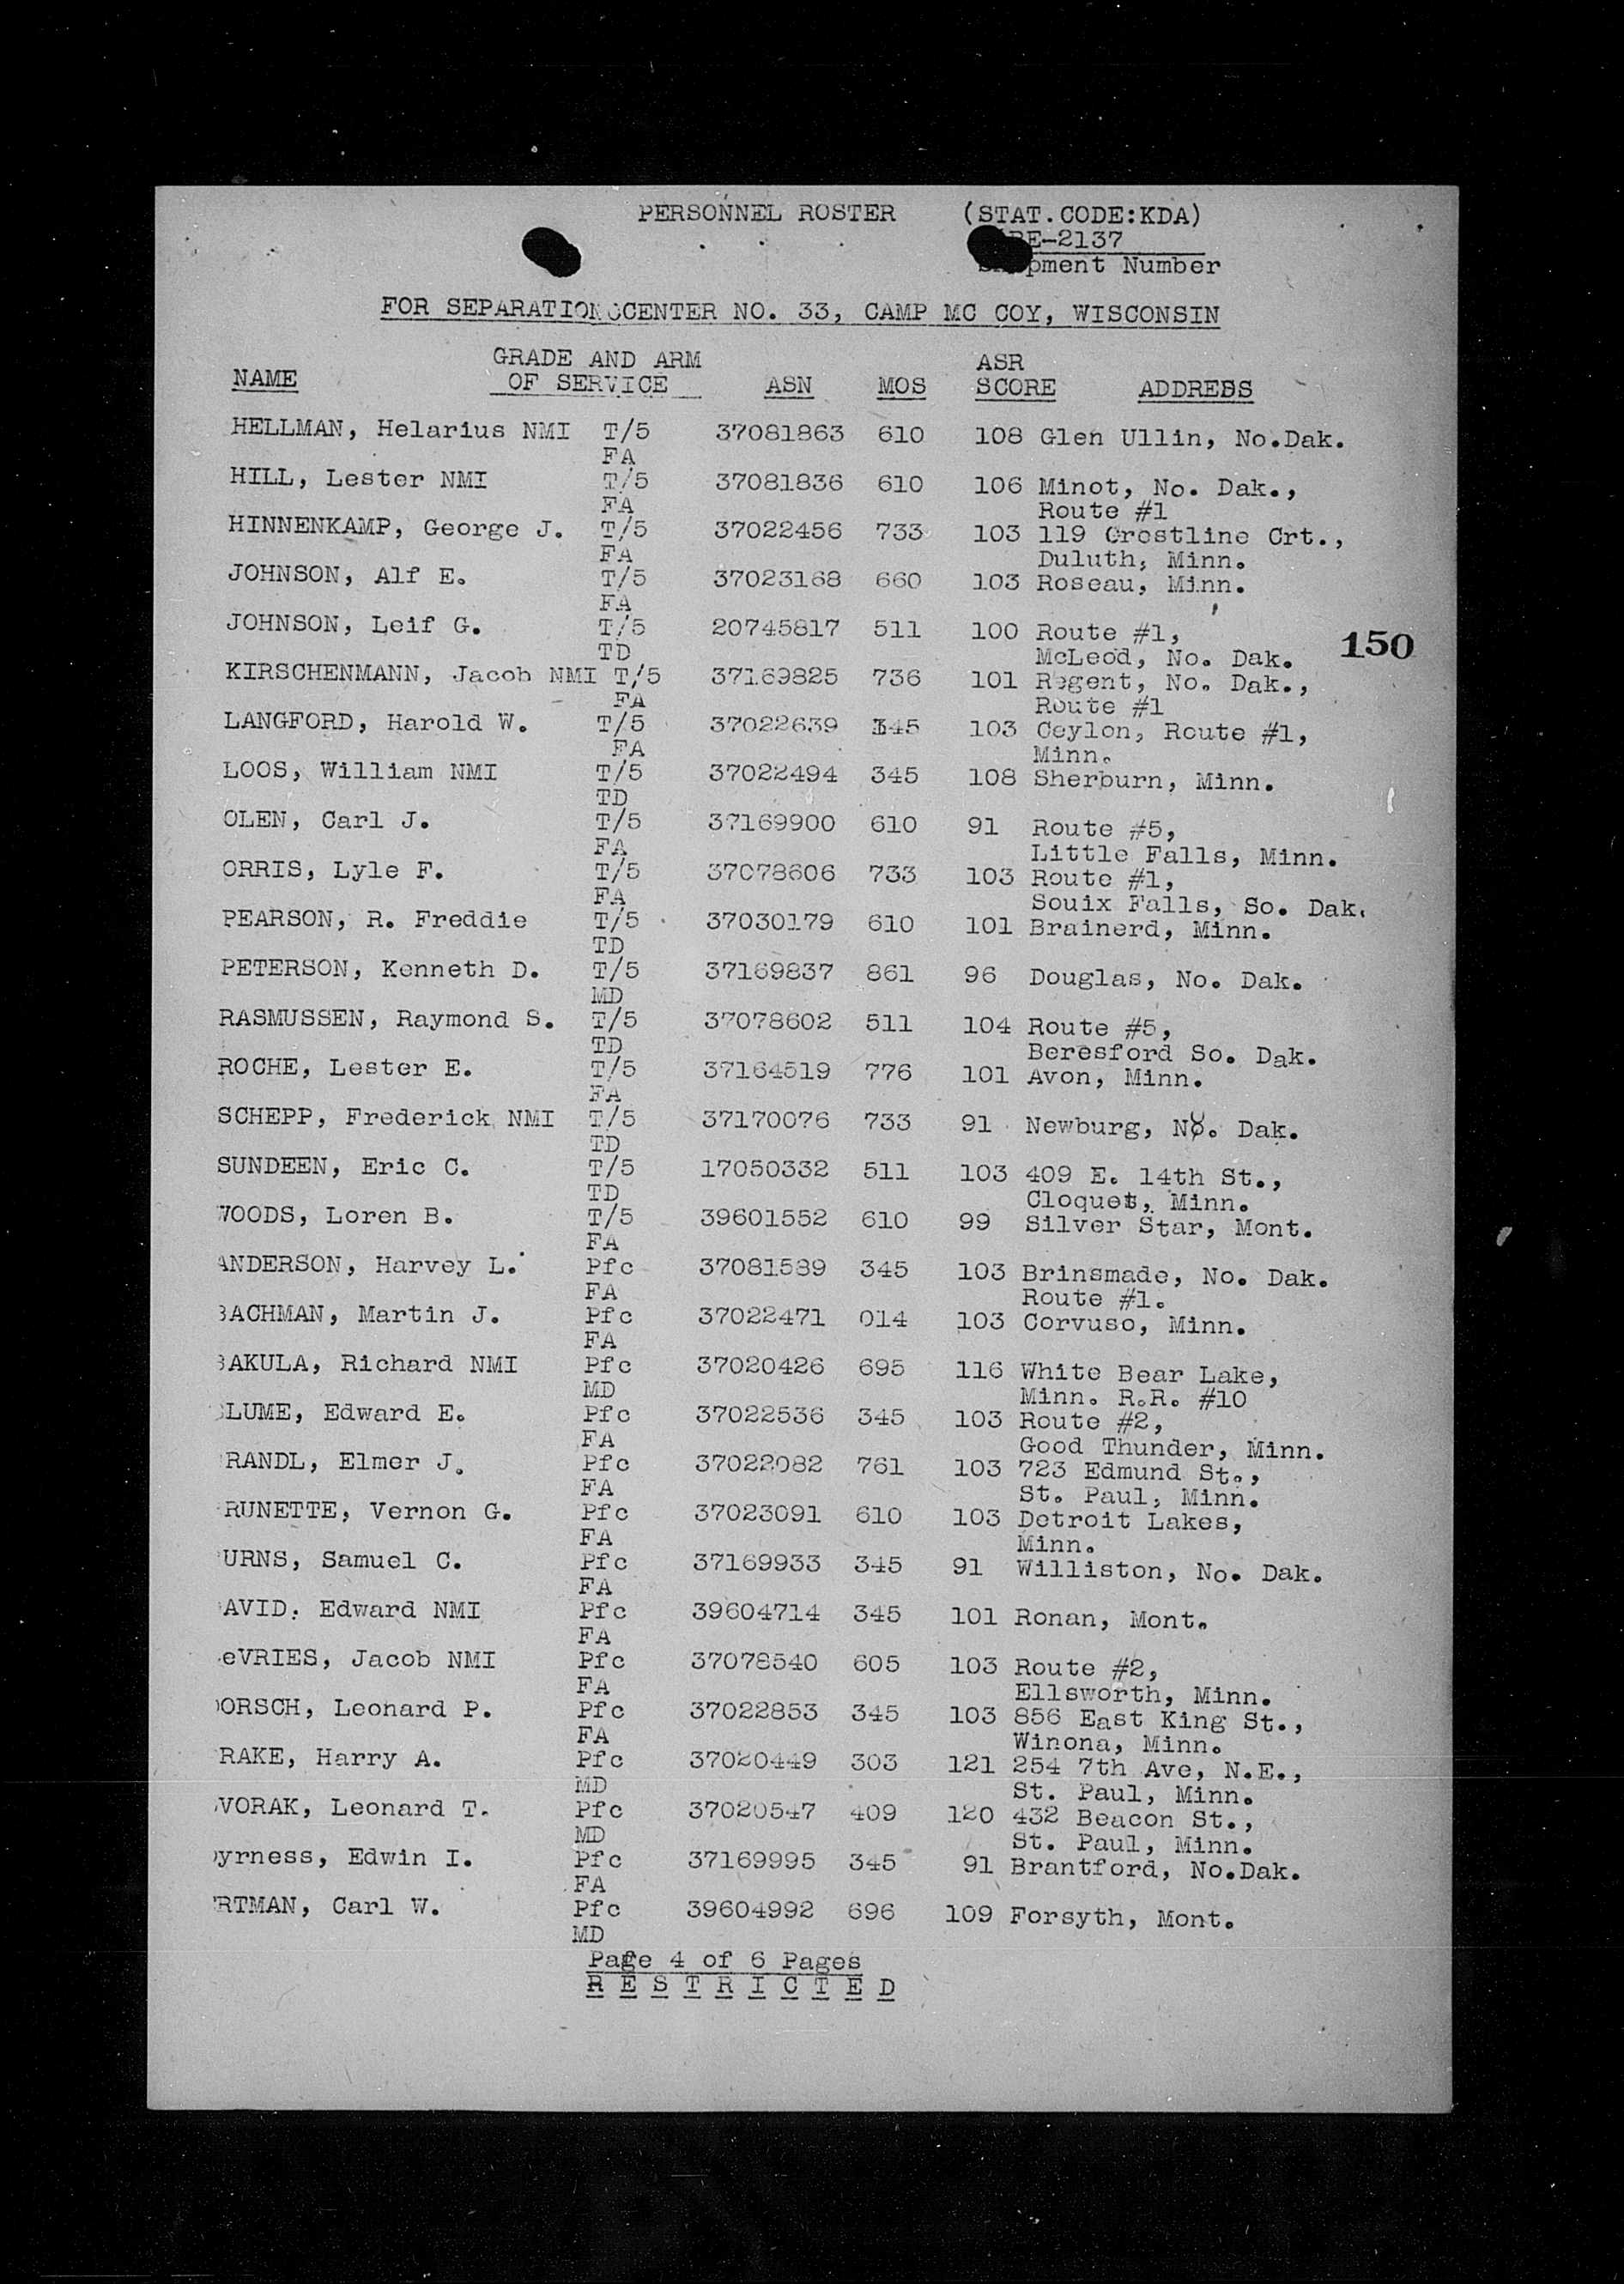 PERSONNEL ROSTER (STAT.CODE:KDA)
RE-2137
pment Number
FOR SEPARATION CENTER NO. 33, CAMP MC COY, WISCONSIN
GRADE AND ARM ASR
NAME OF SERVICE ASN MOS SCORE ADDRESS
HELLMAN, Helarius NMI T/5 37081863 610 108 Glen Ullin, No.Dak.
FA
HILL, Lester NMI T/5 37081836 610 106 Minot, No. Dak.,
FA Route #1
HINNENKAMP, George J. T/5 37022456 733 103 119 Crestline Crt.,
FA Duluth, Minn.
JOHNSON, Alf E. T/5 37023168 660 103 Roseau, Minn.
FA
JOHNSON, Leif G. T/5 20745817 511 100 Route #1, 150
TD McLeod, No. Dak.
KIRSCHENMANN, Jacob NMI T/5 37169825 736 101 Regent, No. Dak.,
FA Route #1
LANGFORD, Harold W. T/5 37022639 345 103 Ceylon, Route #1,
FA Minn.
LOOS, William NMI T/5 37022494 345 108 Sherburn, Minn.
TD
OLEN, Carl J. T/5 37169900 610 91 Route #5,
FA Little Falls, Minn.
ORRIS, Lyle F. T/5 37078606 733 103 Route #1,
FA Souix Falls, So. Dak.
PEARSON, R. Freddie T/5 37030179 610 101 Brainerd, Minn.
TD
PETERSON, Kenneth D. T/5 37169837 861 96 Douglas, No. Dak.
MD
RASMUSSEN, Raymond S. T/5 37078602 511 104 Route #5,
TD Beresford So. Dak.
ROCHE, Lester E. T/5 37164519 776 101 Avon, Minn.
FA
SCHEPP, Frederick NMI T/5 37170076 733 91 Newburg, No. Dak.
TD
SUNDEEN, Eric C. T/5 17050332 511 103 409 E. 14th St.,
TD Cloquet, Minn.
WOODS, Loren B. T/5 39601552 610 99 Silver Star, Mont.
FA
ANDERSON, Harvey L. Pfc 37081589 345 103 Brinsmade, No. Dak.
FA Route #1.
BACHMAN, Martin J. Pfc 37022471 014 103 Corvuso, Minn.
FA
BAKULA, Richard NMI Pfc 37020426 695 116 White Bear Lake,
MD Minn. R.R. #10
BLUME, Edward E. Pfc 37022536 345 103 Route #2,
FA Good Thunder, Minn.
RANDL, Elmer J. Pfc 37022082 761 103 723 Edmund St.,
FA St. Paul, Minn.
RUNETTE, Vernon G. Pfc 37023091 610 103 Detroit Lakes,
FA Minn.
URNS, Samuel C. Pfc 37169933 345 91 Williston, No. Dak.
FA
AVID, Edward NMI Pfc 39604714 345 101 Ronan, Mont.
FA
eVRIES, Jacob NMI Pfc 37078540 605 103 Route #2,
FA Ellsworth, Minn.
DORSCH, Leonard P. Pfc 37022853 345 103 856 East King St.,
FA Winona, Minn.
RAKE, Harry A. Pfc 37020449 303 121 254 7th Ave, N.E.,
MD St. Paul, Minn.
VORAK, Leonard T. Pfc 37020547 409 120 432 Beacon St.,
MD St. Paul, Minn.
Dyrness, Edwin I. Pfc 37169995 345 91 Brantford, No.Dak.
FA
RTMAN, Carl W. Pfc 39604992 696 109 Forsyth, Mont.
MD
Page 4 of 6 Pages
R E S T R I C T E D